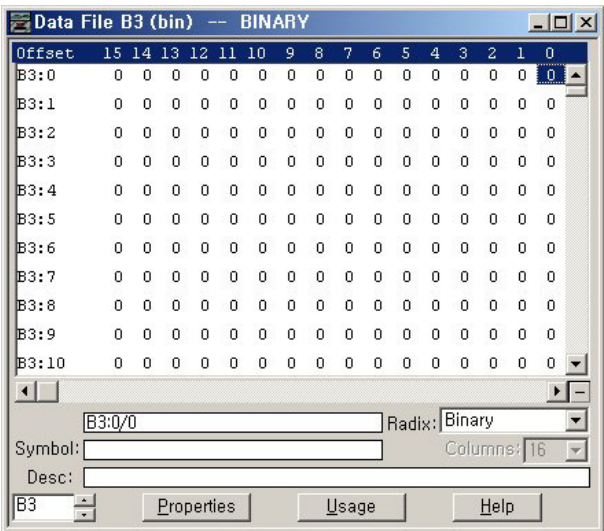 Data File B3 (bin) -- BINARY
Offset 15 14 13 12 11 10 9 8 7 6 5 4 3 2 1 0
B3:0 0 0 0 0 0 0 0 0 0 0 0 0 0 0 0 0
B3:1 0 0 0 0 0 0 0 0 0 0 0 0 0 0 0 0
B3:2 0 0 0 0 0 0 0 0 0 0 0 0 0 0 0 0
B3:3 0 0 0 0 0 0 0 0 0 0 0 0 0 0 0 0
B3:4 0 0 0 0 0 0 0 0 0 0 0 0 0 0 0 0
B3:5 0 0 0 0 0 0 0 0 0 0 0 0 0 0 0 0
B3:6 0 0 0 0 0 0 0 0 0 0 0 0 0 0 0 0
B3:7 0 0 0 0 0 0 0 0 0 0 0 0 0 0 0 0
B3:8 0 0 0 0 0 0 0 0 0 0 0 0 0 0 0 0
B3:9 0 0 0 0 0 0 0 0 0 0 0 0 0 0 0 0
B3:10 0 0 0 0 0 0 0 0 0 0 0 0 0 0 0 0
B3:0/0 Radix: Binary
Symbol: Columns: 16
Desc:
B3 Properties Usage Help